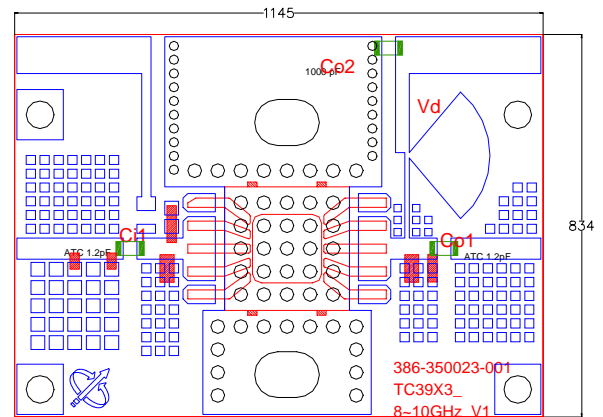 1145
1000 pF
Co2
Vd
834
Ci1
Co1
ATC 1.2pF
ATC 1.2pF
386-350023-001
TC39X3_
8~10GHz_V1